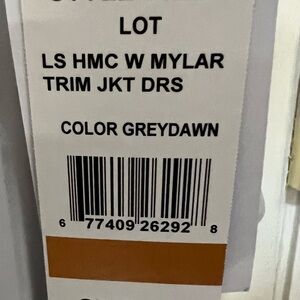 LOT
LS HMC W MYLAR
TRIM JKT DRS
COLOR GREYDAWN
6 77409 26292 8